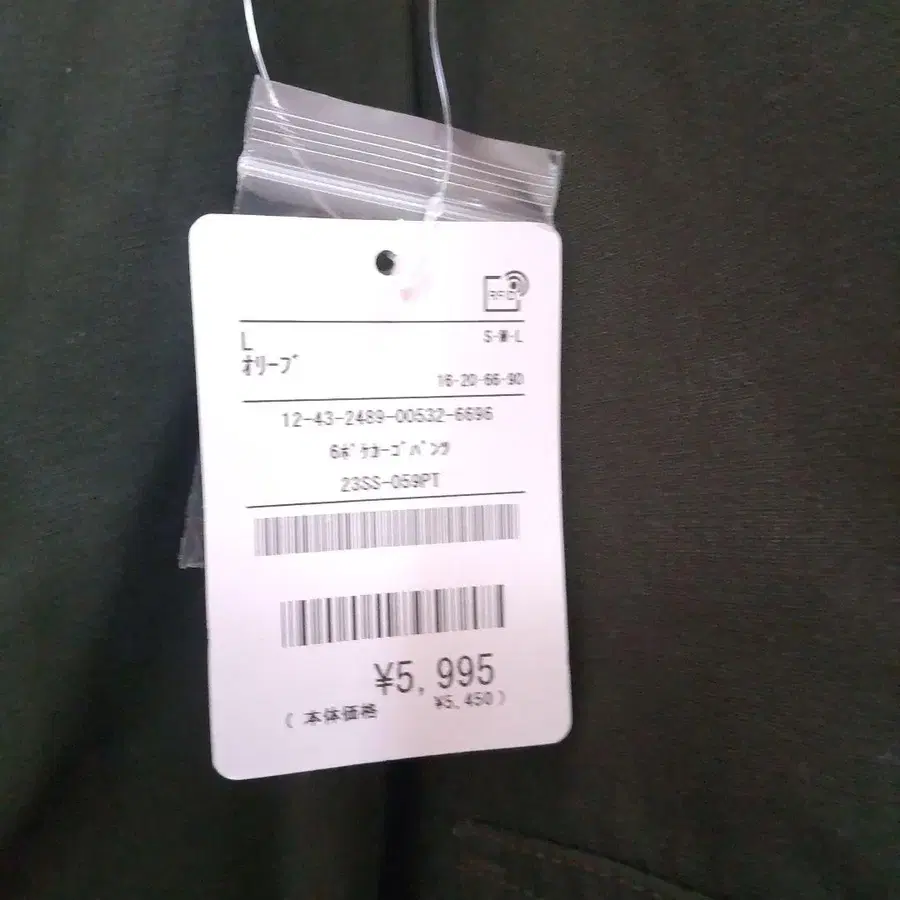 RFID
L
S-M-L
ｵﾘｰﾌﾞ
16-20-66-90
12-43-2489-00532-6696
6ﾎﾟｹｶｰｺﾞﾊﾟﾝﾂ
23SS-059PT
¥5,995
( 本体価格 ¥5,450 )